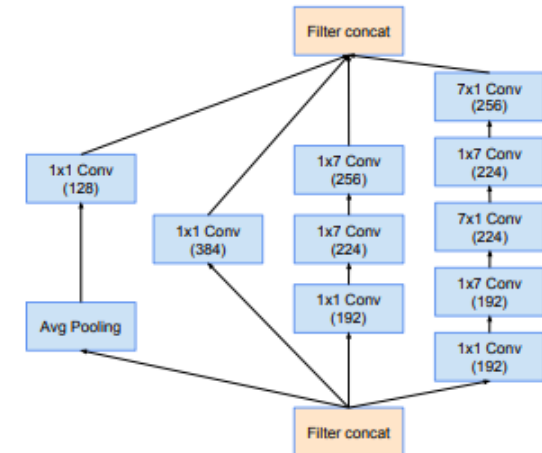 Filter concat
7x1 Conv
(256)
1x7 Conv
(256)
1x7 Conv
(224)
1x1 Conv
(128)
7x1 Conv
(224)
1x1 Conv
(384)
1x7 Conv
(224)
1x7 Conv
(192)
1x1 Conv
(192)
Avg Pooling
1x1 Conv
(192)
Filter concat